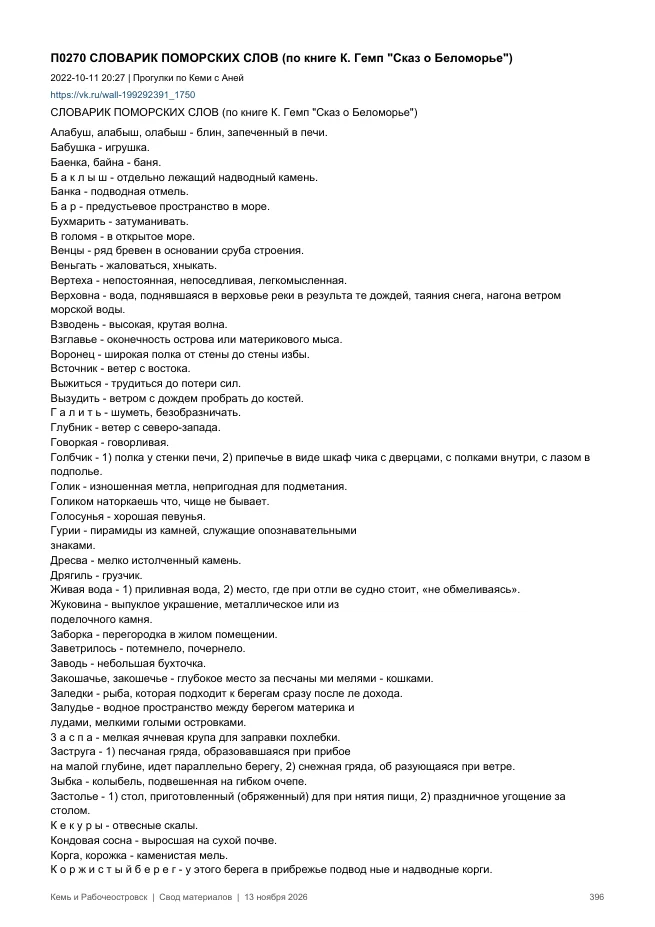 П0270 СЛОВАРИК ПОМОРСКИХ СЛОВ (по книге К. Гемп "Сказ о Беломорье")
2022-10-11 20:27 | Прогулки по Кеми с Аней
https://vk.ru/wall-199292391_1750
СЛОВАРИК ПОМОРСКИХ СЛОВ (по книге К. Гемп "Сказ о Беломорье")
Алабуш, алабыш, олабыш - блин, запеченный в печи.
Бабушка - игрушка.
Баенка, байна - баня.
Б а к л ы ш - отдельно лежащий надводный камень.
Банка - подводная отмель.
Б а р - предустьевое пространство в море.
Бухмарить - затуманивать.
В голомя - в открытое море.
Венцы - ряд бревен в основании сруба строения.
Веньгать - жаловаться, хныкать.
Вертеха - непостоянная, непоседливая, легкомысленная.
Верховна - вода, поднявшаяся в верховье реки в результа те дождей, таяния снега, нагона ветром
морской воды.
Взводень - высокая, крутая волна.
Взглавье - оконечность острова или материкового мыса.
Воронец - широкая полка от стены до стены избы.
Всточник - ветер с востока.
Выжиться - трудиться до потери сил.
Вызудить - ветром с дождем пробрать до костей.
Г а л и т ь - шуметь, безобразничать.
Глубник - ветер с северо-запада.
Говоркая - говорливая.
Голбчик - 1) полка у стенки печи, 2) припечье в виде шкаф чика с дверцами, с полками внутри, с лазом в
подполье.
Голик - изношенная метла, непригодная для подметания.
Голиком наторкаешь что, чище не бывает.
Голосунья - хорошая певунья.
Гурии - пирамиды из камней, служащие опознавательными
знаками.
Дресва - мелко истолченный камень.
Дрягиль - грузчик.
Живая вода - 1) приливная вода, 2) место, где при отли ве судно стоит, «не обмеливаясь».
Жуковина - выпуклое украшение, металлическое или из
поделочного камня.
Заборка - перегородка в жилом помещении.
Заветрилось - потемнело, почернело.
Заводь - небольшая бухточка.
Закошачье, закошечье - глубокое место за песчаны ми мелями - кошками.
Заледки - рыба, которая подходит к берегам сразу после ле дохода.
Залудье - водное пространство между берегом материка и
лудами, мелкими голыми островками.
З а с п а - мелкая ячневая крупа для заправки похлебки.
Заструга - 1) песчаная гряда, образовавшаяся при прибое
на малой глубине, идет параллельно берегу, 2) снежная гряда, об разующаяся при ветре.
Зыбка - колыбель, подвешенная на гибком очепе.
Застолье - 1) стол, приготовленный (обряженный) для при нятия пищи, 2) праздничное угощение за
столом.
К е к у р ы - отвесные скалы.
Кондовая сосна - выросшая на сухой почве.
Корга, корожка - каменистая мель.
К о р ж и с т ы й б е р е г - у этого берега в прибрежье подвод ные и надводные корги.
Кемь и Рабочеостровск | Свод материалов | 13 ноября 2026
396